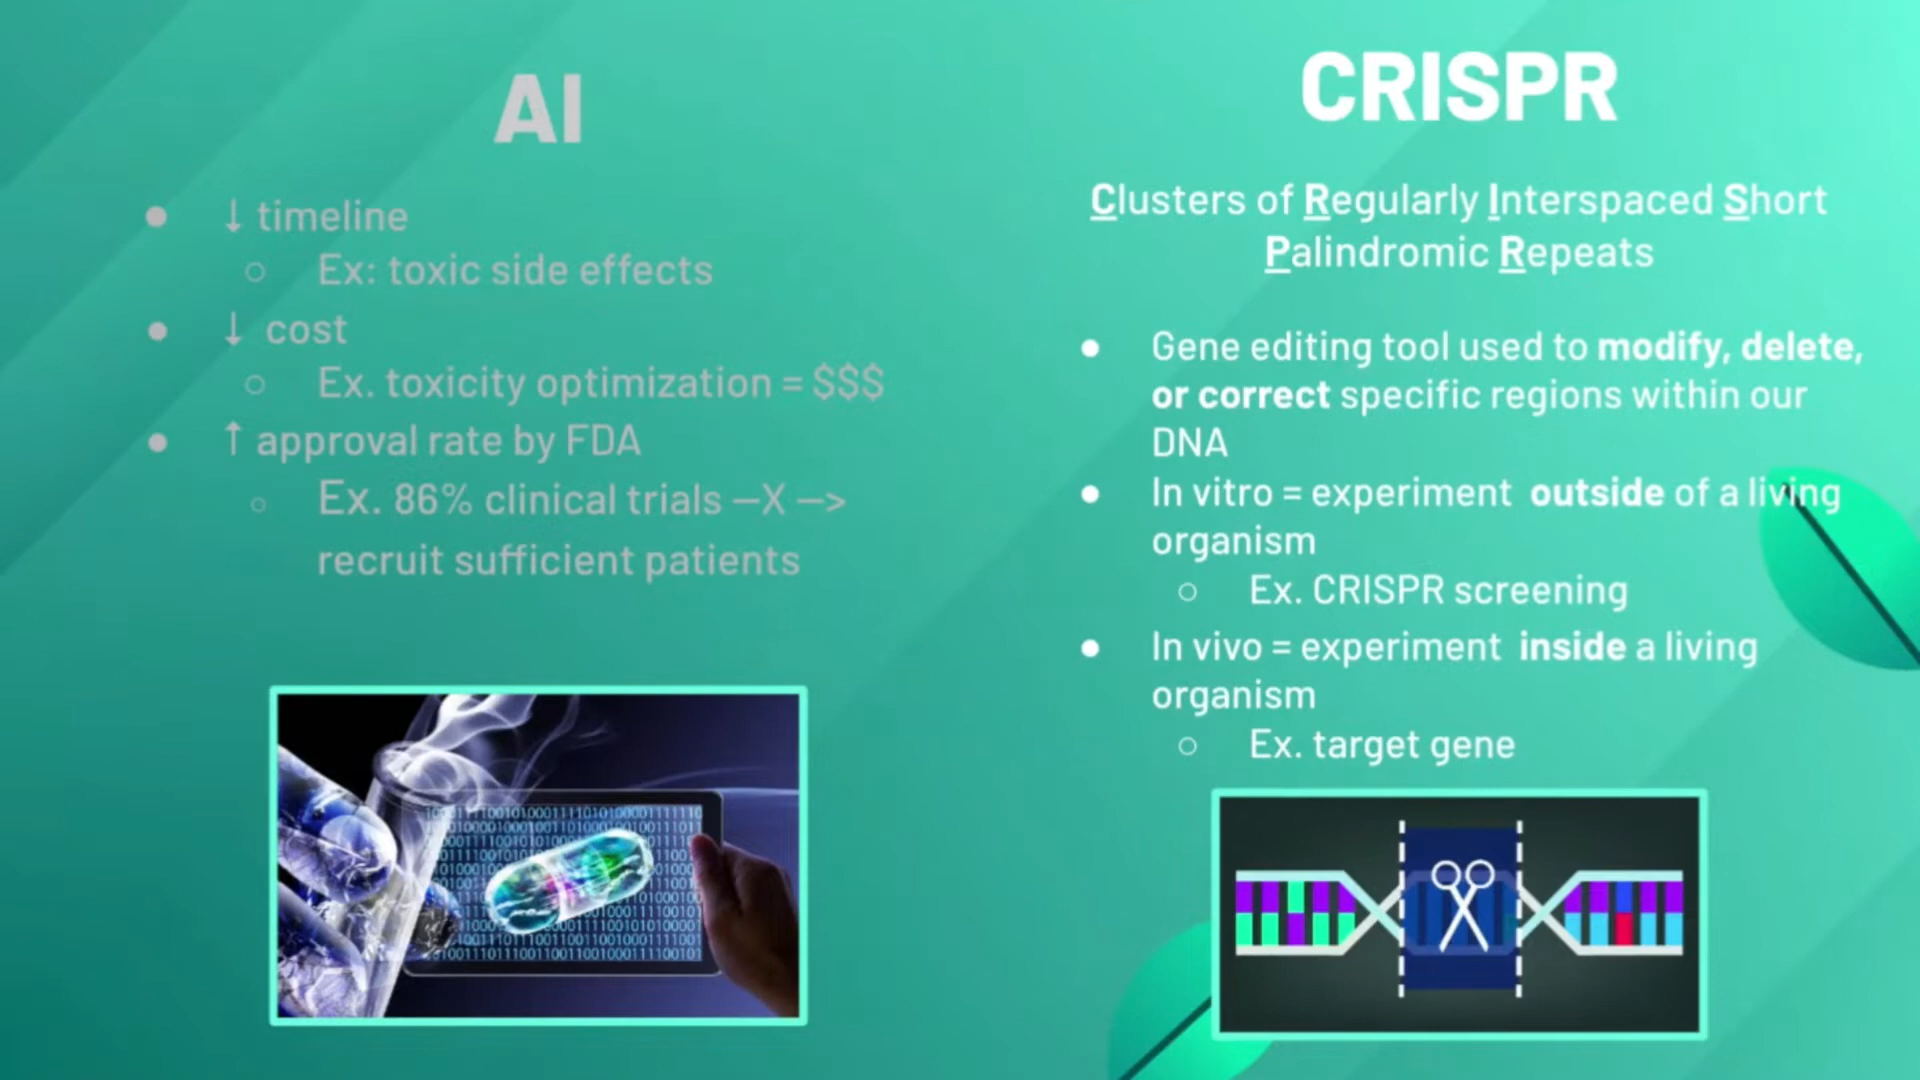 AI
● ↓ timeline
○ Ex: toxic side effects
● ↓ cost
○ Ex. toxicity optimization = $$$
● ↑ approval rate by FDA
○ Ex. 86% clinical trials —X —>
recruit sufficient patients
CRISPR
Clusters of Regularly Interspaced Short
Palindromic Repeats
● Gene editing tool used to modify, delete,
or correct specific regions within our
DNA
● In vitro = experiment outside of a living
organism
○ Ex. CRISPR screening
● In vivo = experiment inside a living
organism
○ Ex. target gene